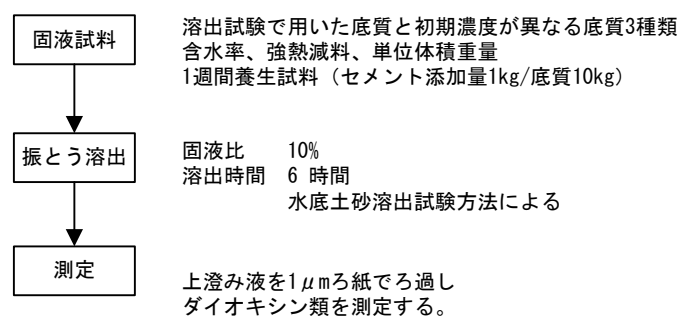 固液試料
溶出試験で用いた底質と初期濃度が異なる底質3種類
含水率、強熱減料、単位体積重量
1週間養生試料（セメント添加量1kg/底質10kg）
振とう溶出
固液比 10%
溶出時間 6 時間
水底土砂溶出試験方法による
測定
上澄み液を1μmろ紙でろ過し
ダイオキシン類を測定する。